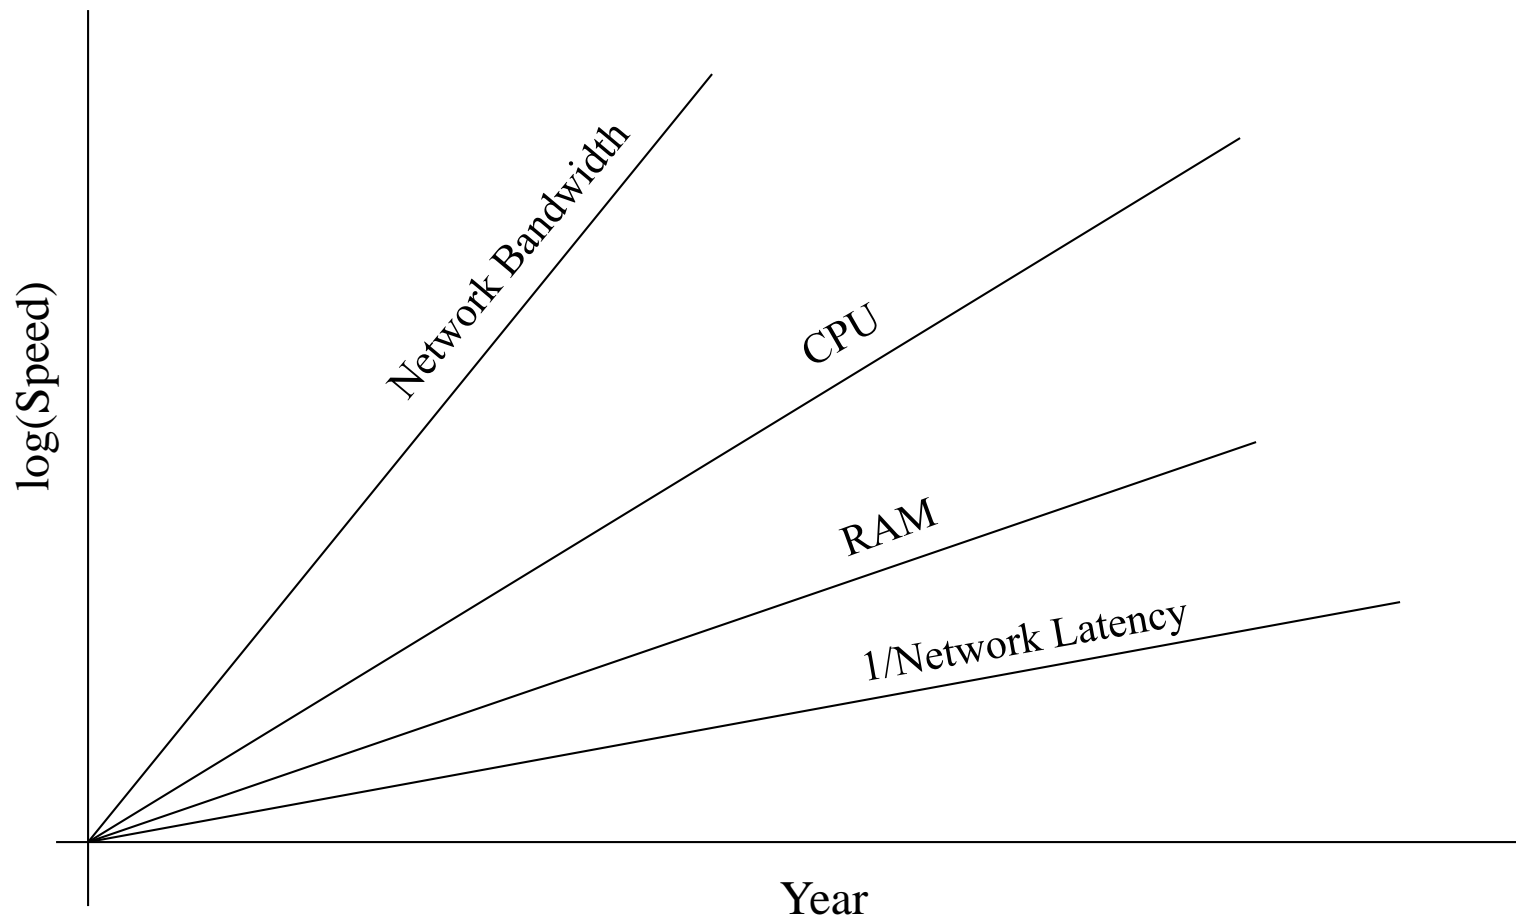 Network Bandwidth
CPU
log(Speed)
RAM
1/Network Latency
Year